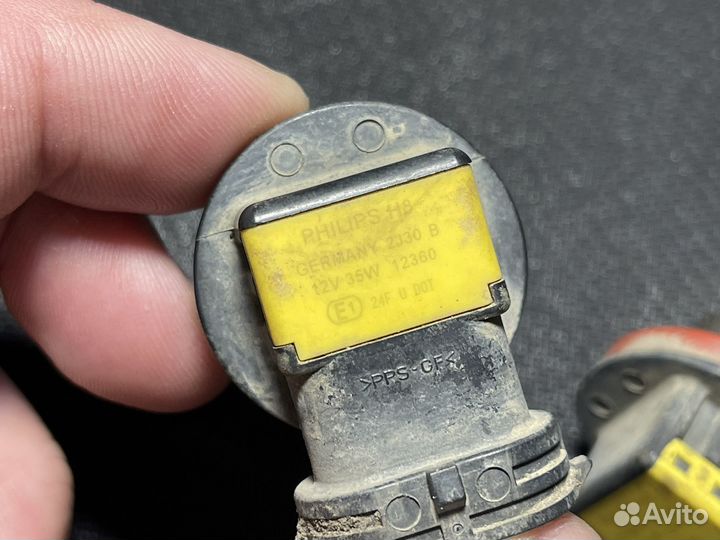 PHILIPS H8
GERMANY 2J30 B
12V 35W 12360
E1 24F U DOT
>PPS-GF<
Avito